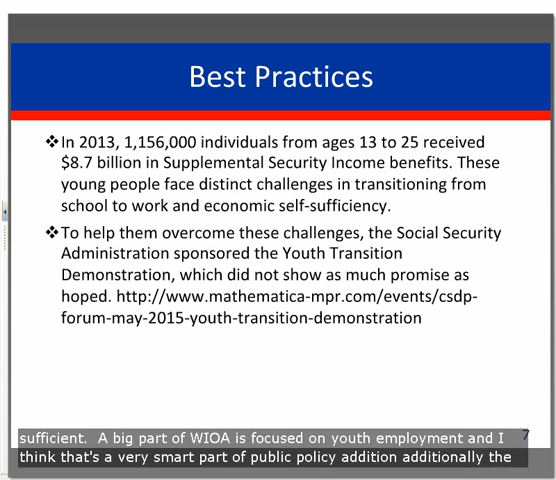 Best Practices
❖In 2013, 1,156,000 individuals from ages 13 to 25 received
$8.7 billion in Supplemental Security Income benefits. These
young people face distinct challenges in transitioning from
school to work and economic self-sufficiency.
❖To help them overcome these challenges, the Social Security
Administration sponsored the Youth Transition
Demonstration, which did not show as much promise as
hoped. http://www.mathematica-mpr.com/events/csdp-
forum-may-2015-youth-transition-demonstration
7
sufficient.  A big part of WIOA is focused on youth employment and I
think that's a very smart part of public policy addition additionally the